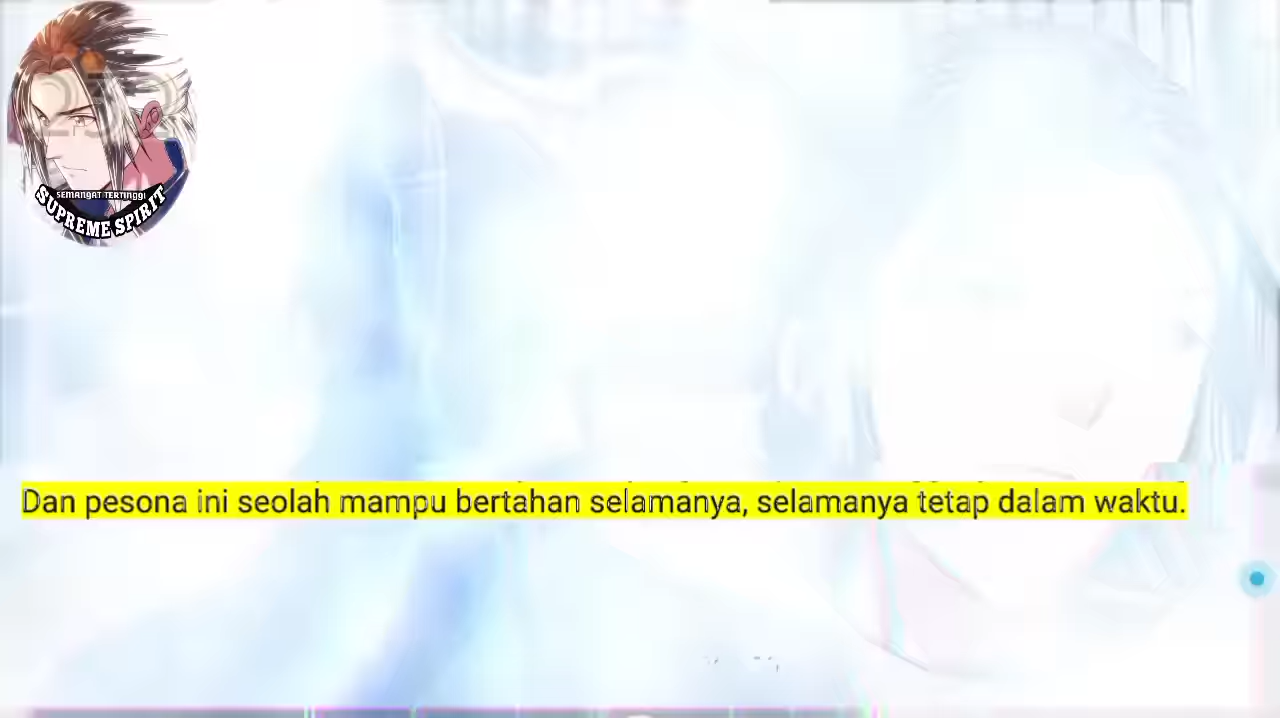 SEMANGAT TERTINGGI
SUPREME SPIRIT
Dan pesona ini seolah mampu bertahan selamanya, selamanya tetap dalam waktu.